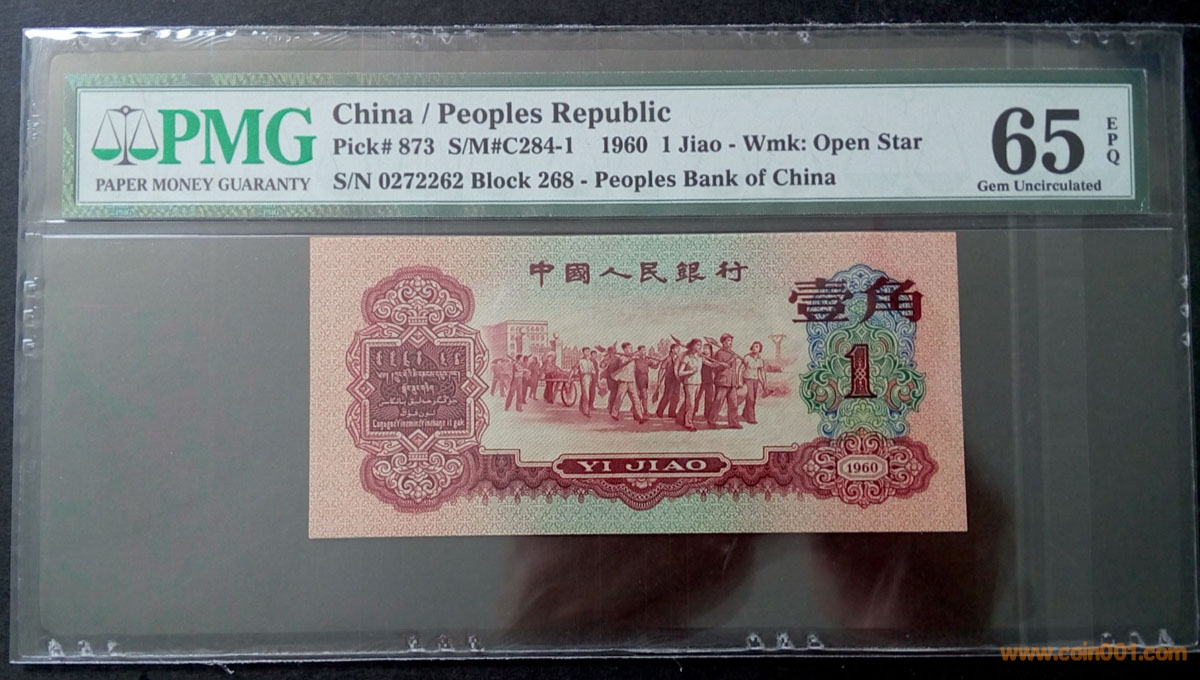 PMG
PAPER MONEY GUARANTY
China / Peoples Republic
Pick# 873 S/M#C284-1 1960 1 Jiao - Wmk: Open Star
S/N 0272262 Block 268 - Peoples Bank of China
65
EPQ
Gem Uncirculated
中國人民銀行
壹角
1
YI JIAO
1960
www.coin001.com